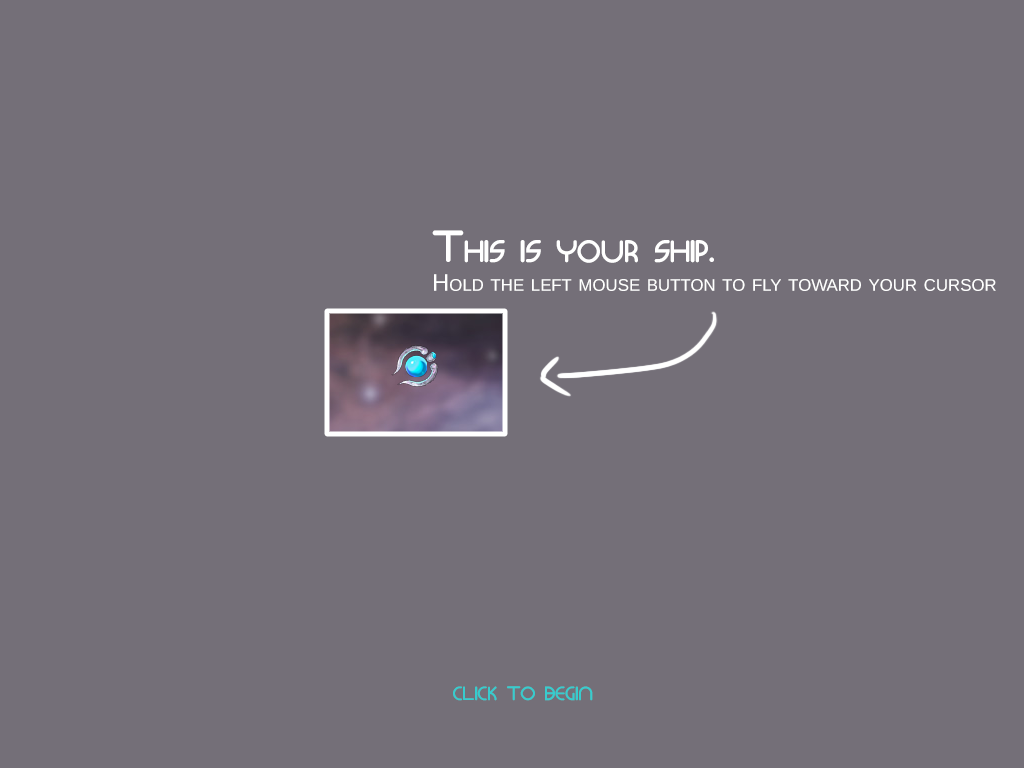 This is your ship.
Hold the left mouse button to fly toward your cursor
click to begin